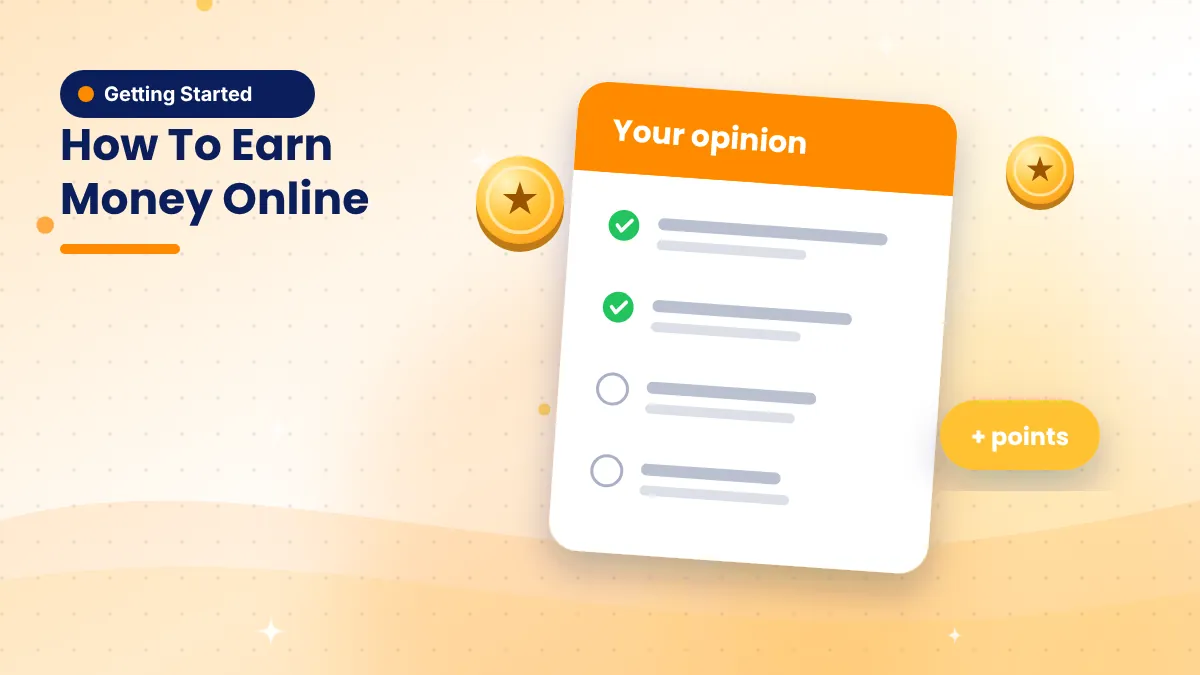 Getting Started
How To Earn
Money Online
Your opinion
+ points